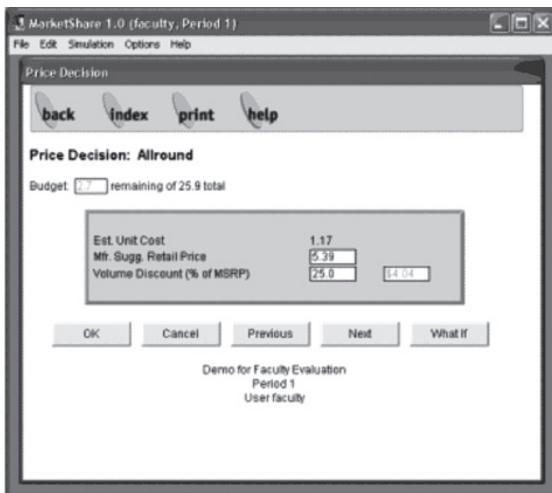 MarketShare 1.0 (faculty, Period 1)
File Edit Simulation Options Help
Price Decision
back index print help
Price Decision: Allround
Budget: 2.7 remaining of 25.9 total
Est. Unit Cost 1.17
Mfr. Sugg. Retail Price 5.39
Volume Discount (% of MSRP) 25.0 $4.04
OK Cancel Previous Next What If
Demo for Faculty Evaluation
Period 1
User faculty